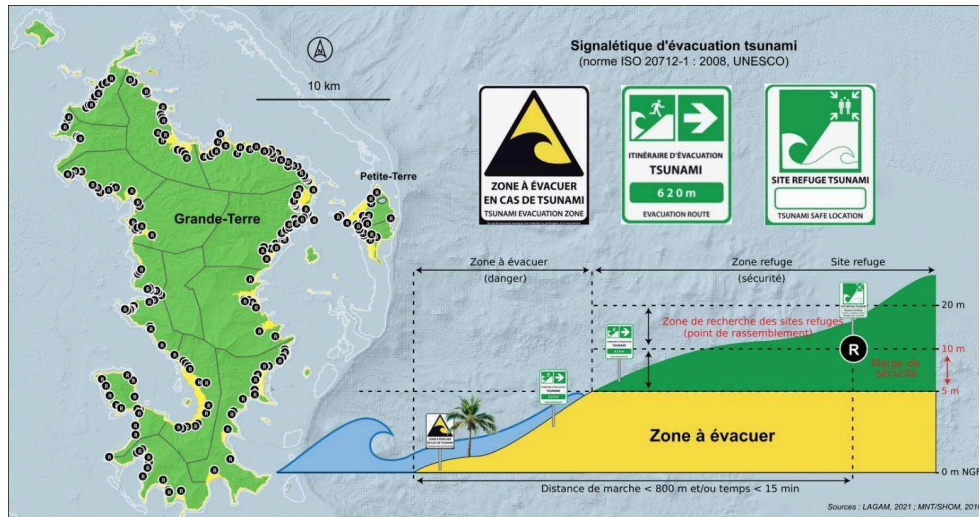 Signalétique d'évacuation tsunami
(norme ISO 20712-1 : 2008, UNESCO)
10 km
Petite-Terre
Grande-Terre
ZONE À ÉVACUER
EN CAS DE TSUNAMI
TSUNAMI EVACUATION ZONE
ITINÉRAIRE D'ÉVACUATION
TSUNAMI
620m
EVACUATION ROUTE
SITE REFUGE TSUNAMI
TSUNAMI SAFE LOCATION
Zone à évacuer
(danger)
Zone refuge
(sécurité)
Site refuge
20 m
Zone de recherche des sites refuges
(point de rassemblement)
R
10 m
Marge de
sécurité
5 m
Zone à évacuer
0 m NGF
Distance de marche < 800 m et/ou temps < 15 min
Sources : LAGAM, 2021 ; MNT/SHOM,